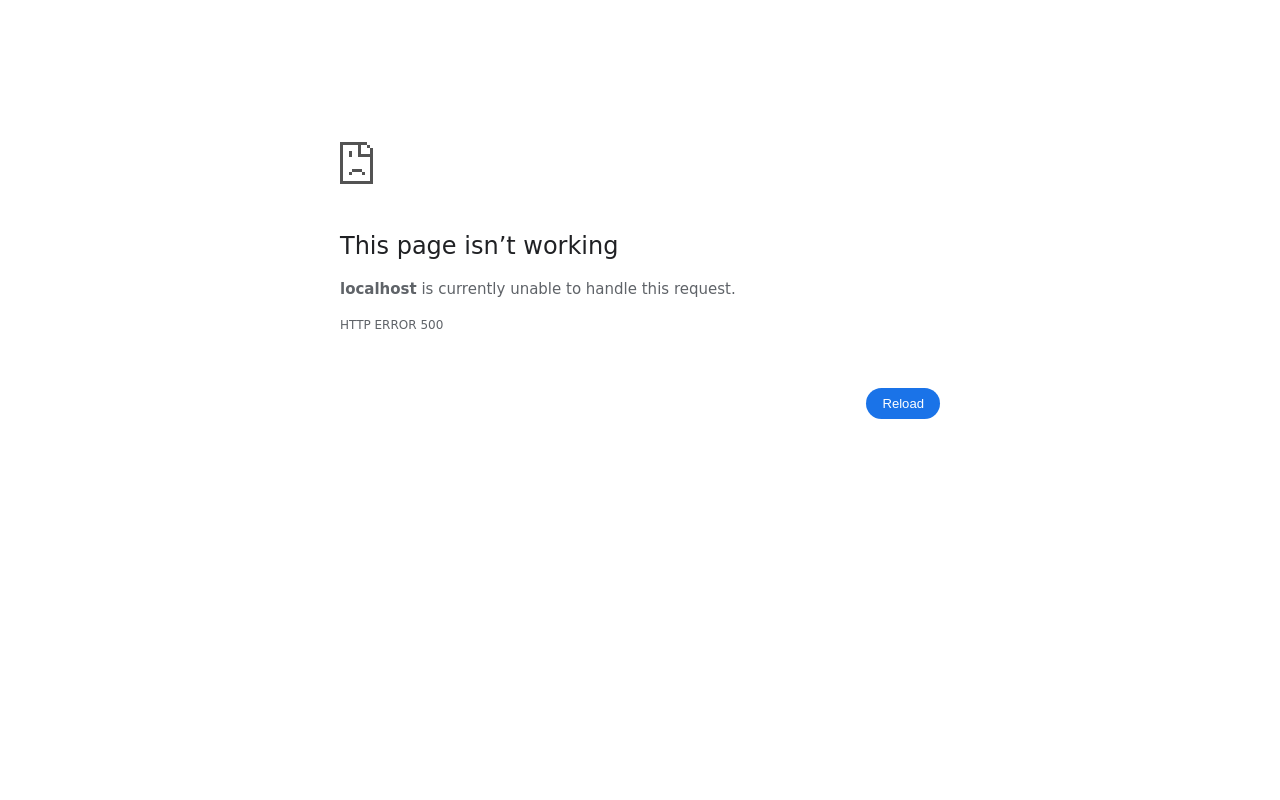 This page isn’t working
localhost is currently unable to handle this request.
HTTP ERROR 500
Reload